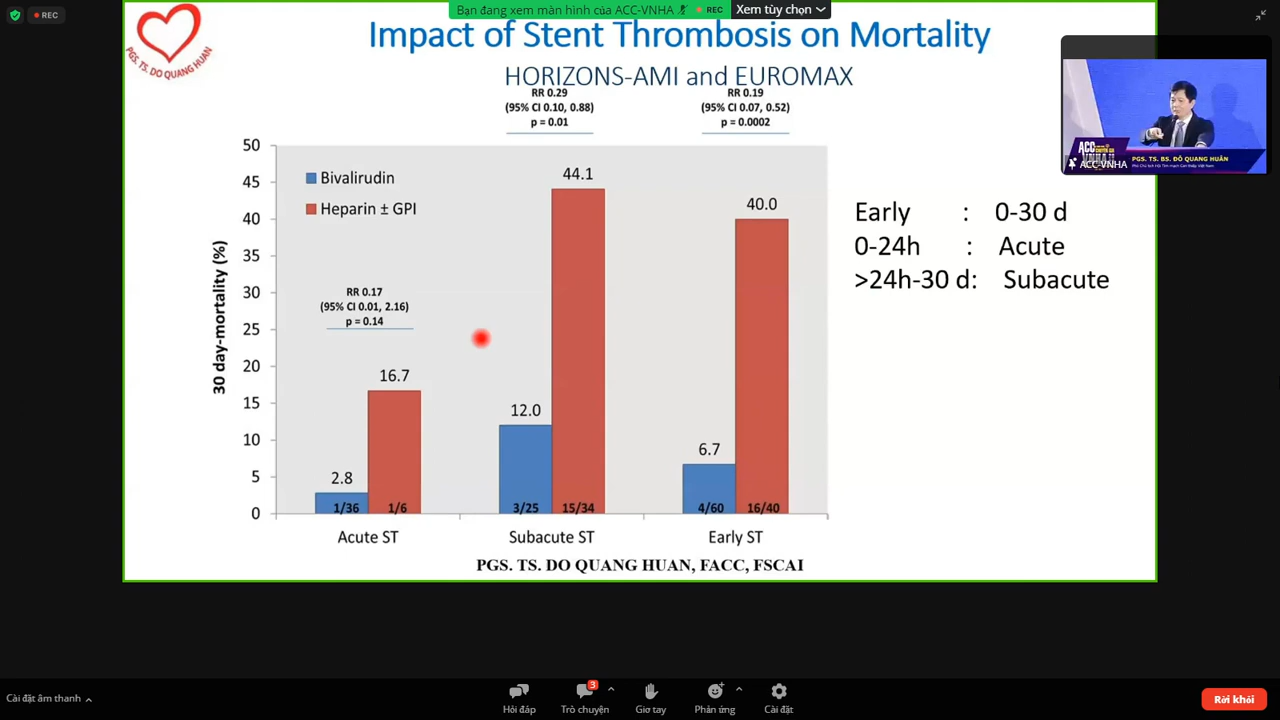 REC
Bạn đang xem màn hình của ACC-VNHA
REC
Xem tùy chọn
PGS. TS. DO QUANG HUAN
Impact of Stent Thrombosis on Mortality
HORIZONS-AMI and EUROMAX
RR 0.29
(95% CI 0.10, 0.88)
p = 0.01
RR 0.19
(95% CI 0.07, 0.52)
p = 0.0002
Bivalirudin
Heparin ± GPI
RR 0.17
(95% CI 0.01, 2.16)
p = 0.14
30 day-mortality (%)
50
45
40
35
30
25
20
15
10
5
0
2.8
16.7
12.0
44.1
6.7
40.0
1/36
1/6
3/25
15/34
4/60
16/40
Acute ST
Subacute ST
Early ST
Early : 0-30 d
0-24h : Acute
>24h-30 d: Subacute
PGS. TS. DO QUANG HUAN, FACC, FSCAI
PGS. TS. BS. ĐỖ QUANG HUÂN
ACC-VNHA
Cài đặt âm thanh
Hỏi đáp
3
Trò chuyện
Giơ tay
Phản ứng
Cài đặt
Rời khỏi